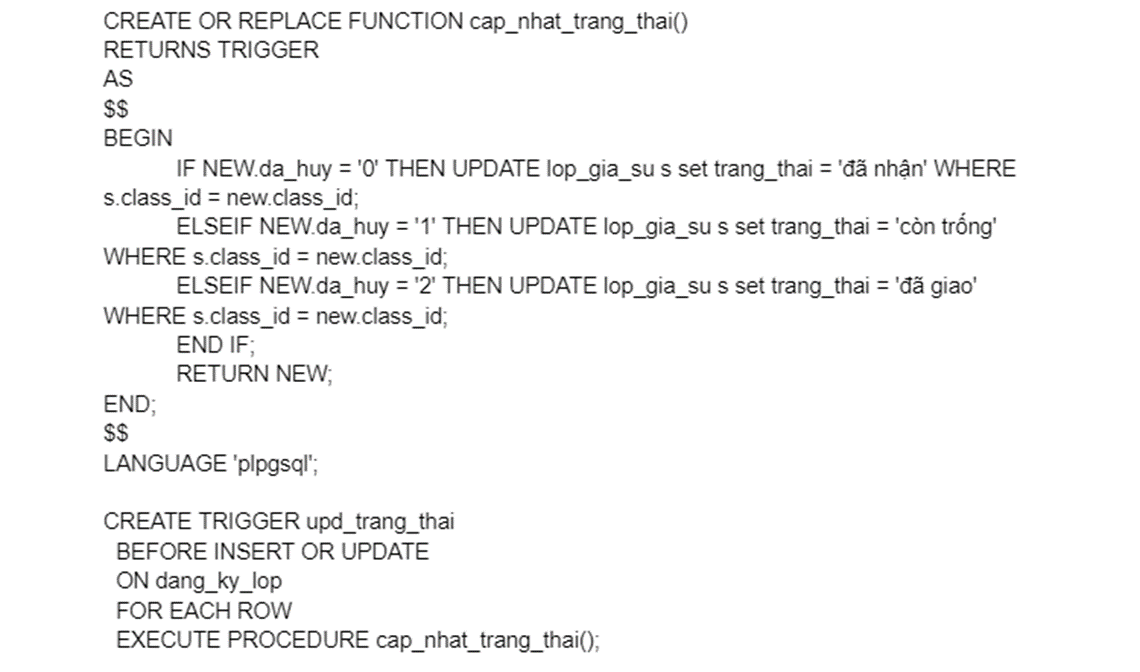 CREATE OR REPLACE FUNCTION cap_nhat_trang_thai()
RETURNS TRIGGER
AS
$$
BEGIN
IF NEW.da_huy = '0' THEN UPDATE lop_gia_su s set trang_thai = 'đã nhận' WHERE
s.class_id = new.class_id;
ELSEIF NEW.da_huy = '1' THEN UPDATE lop_gia_su s set trang_thai = 'còn trống'
WHERE s.class_id = new.class_id;
ELSEIF NEW.da_huy = '2' THEN UPDATE lop_gia_su s set trang_thai = 'đã giao'
WHERE s.class_id = new.class_id;
END IF;
RETURN NEW;
END;
$$
LANGUAGE 'plpgsql';
CREATE TRIGGER upd_trang_thai
BEFORE INSERT OR UPDATE
ON dang_ky_lop
FOR EACH ROW
EXECUTE PROCEDURE cap_nhat_trang_thai();